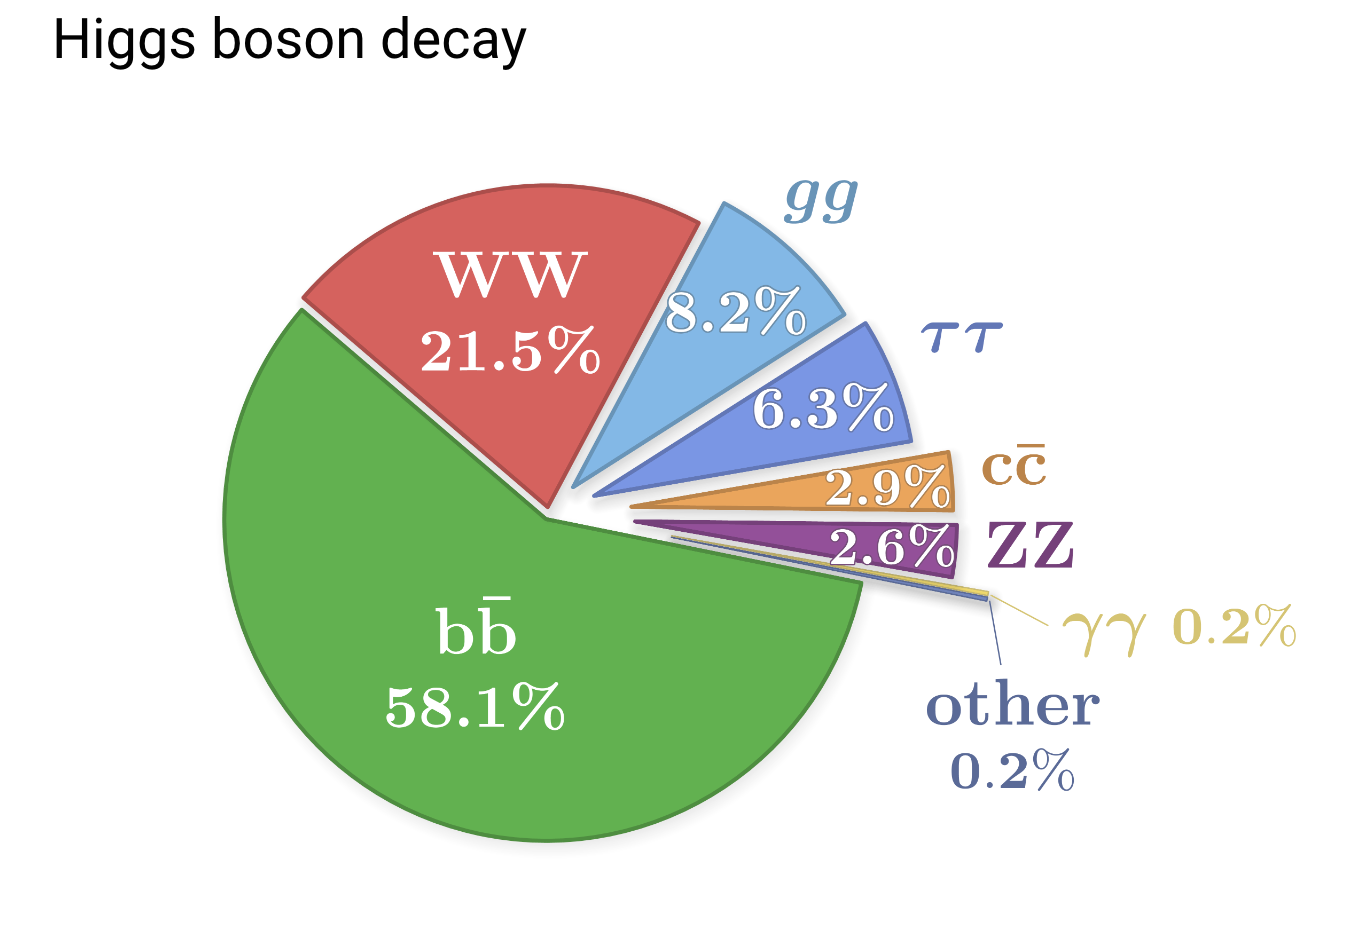 Higgs boson decay
gg
WW
8.2%
21.5%
ττ
6.3%
cc̄
2.9%
ZZ
2.6%
γγ 0.2%
bb̄
58.1%
other
0.2%